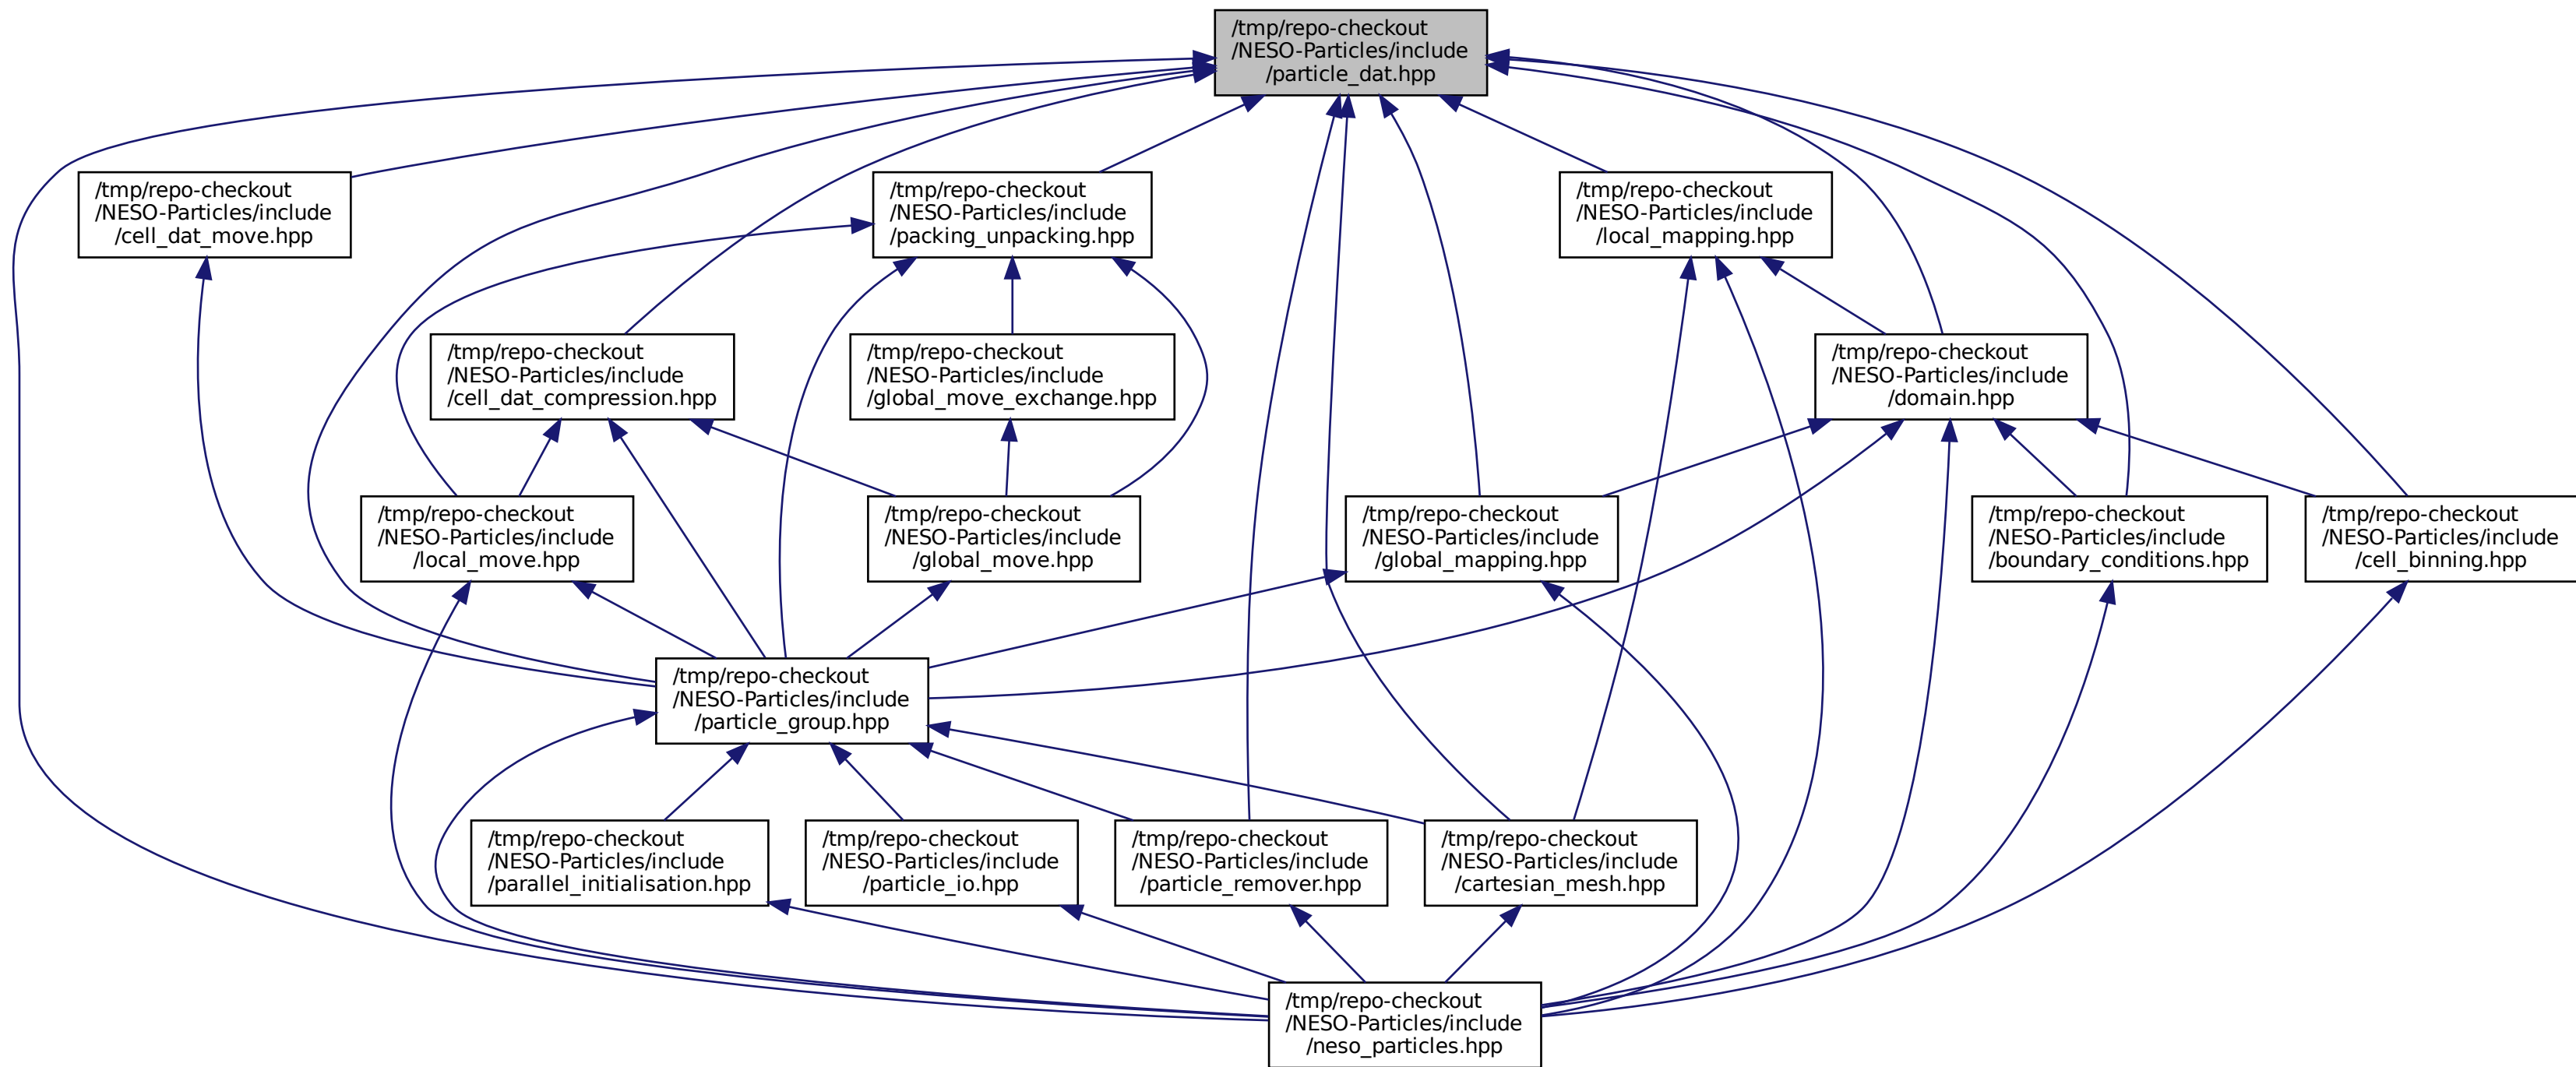 /tmp/repo-checkout
/NESO-Particles/include
/particle_dat.hpp
/tmp/repo-checkout
/NESO-Particles/include
/cell_dat_move.hpp
/tmp/repo-checkout
/NESO-Particles/include
/packing_unpacking.hpp
/tmp/repo-checkout
/NESO-Particles/include
/local_mapping.hpp
/tmp/repo-checkout
/NESO-Particles/include
/cell_dat_compression.hpp
/tmp/repo-checkout
/NESO-Particles/include
/global_move_exchange.hpp
/tmp/repo-checkout
/NESO-Particles/include
/domain.hpp
/tmp/repo-checkout
/NESO-Particles/include
/local_move.hpp
/tmp/repo-checkout
/NESO-Particles/include
/global_move.hpp
/tmp/repo-checkout
/NESO-Particles/include
/global_mapping.hpp
/tmp/repo-checkout
/NESO-Particles/include
/boundary_conditions.hpp
/tmp/repo-checkout
/NESO-Particles/include
/cell_binning.hpp
/tmp/repo-checkout
/NESO-Particles/include
/particle_group.hpp
/tmp/repo-checkout
/NESO-Particles/include
/parallel_initialisation.hpp
/tmp/repo-checkout
/NESO-Particles/include
/particle_io.hpp
/tmp/repo-checkout
/NESO-Particles/include
/particle_remover.hpp
/tmp/repo-checkout
/NESO-Particles/include
/cartesian_mesh.hpp
/tmp/repo-checkout
/NESO-Particles/include
/neso_particles.hpp